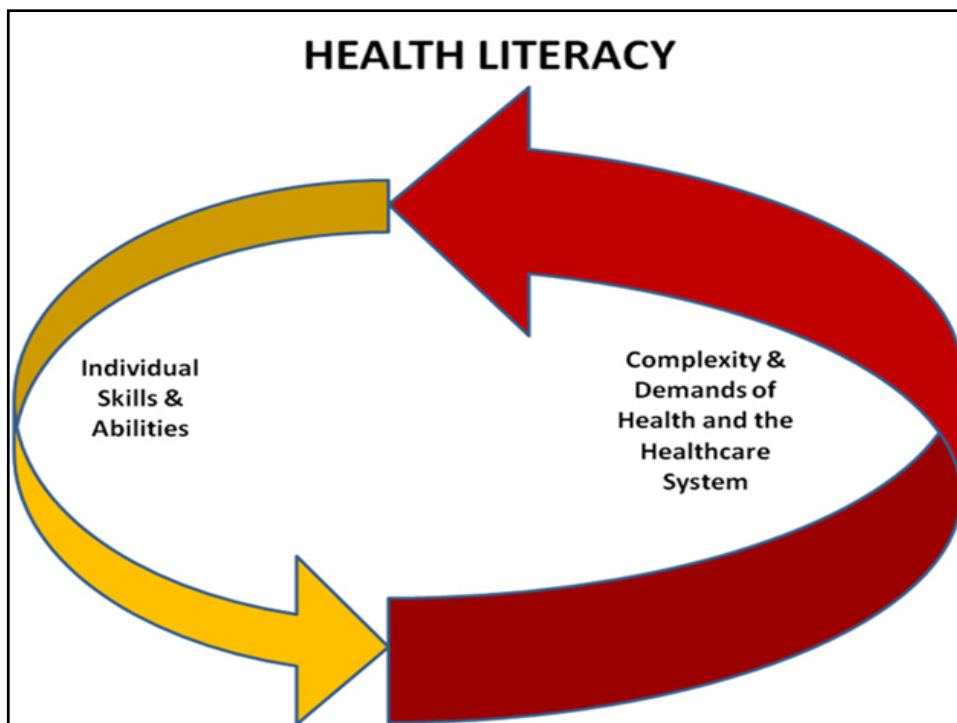 HEALTH LITERACY
Individual
Skills &
Abilities
Complexity &
Demands of
Health and the
Healthcare
System